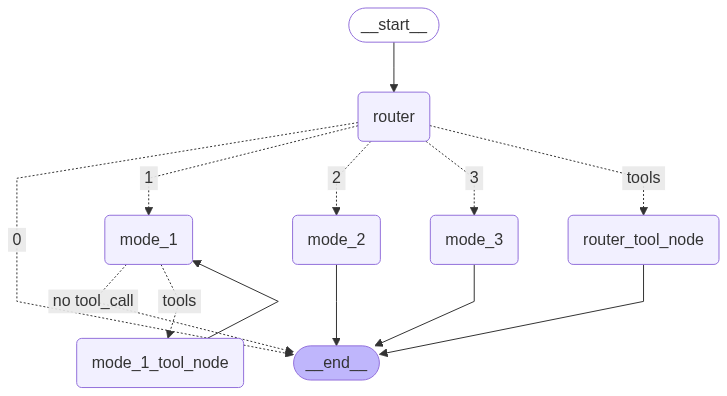 __start__
router
1
2
3
tools
0
mode_1
mode_2
mode_3
router_tool_node
no tool_call
tools
mode_1_tool_node
__end__